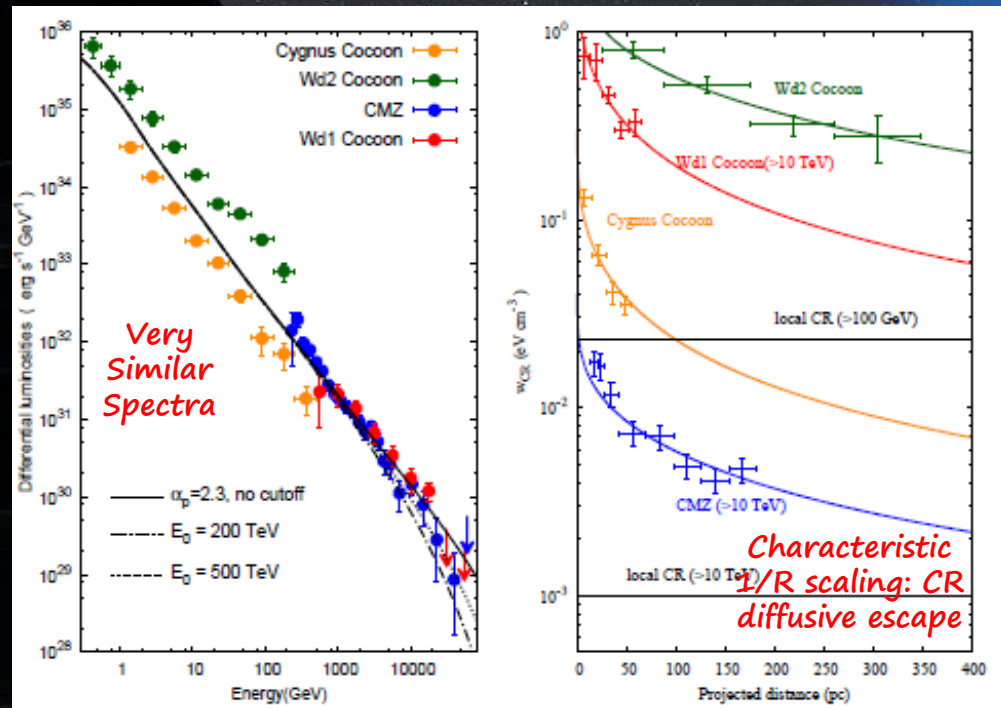 10^36
10^35
10^34
10^33
10^32
10^31
10^30
10^29
10^28
Differential luminosities ( erg s^-1 GeV^-1)
Cygnus Cocoon
Wd2 Cocoon
CMZ
Wd1 Cocoon
Very
Similar
Spectra
α_p=2.3, no cutoff
E_0 = 200 TeV
E_0 = 500 TeV
1 10 100 1000 10000
Energy(GeV)
10^0
10^-1
10^-2
10^-3
w_CR (eV cm^-3)
Wd2 Cocoon
Wd1 Cocoon(>10 TeV)
Cygnus Cocoon
local CR (>100 GeV)
CMZ (>10 TeV)
local CR (>10 TeV)
Characteristic
1/R scaling: CR
diffusive escape
0 50 100 150 200 250 300 350 400
Projected distance (pc)